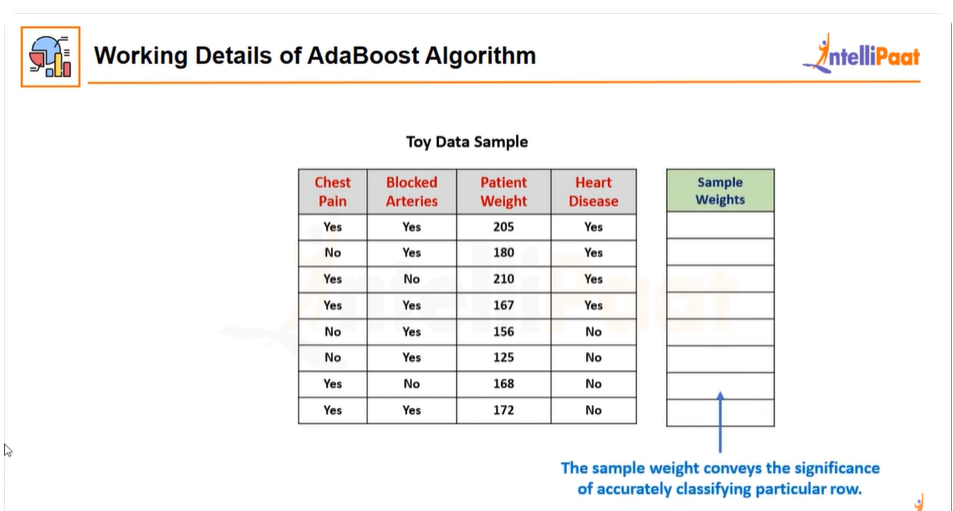 Working Details of AdaBoost Algorithm
IntelliPaat
Toy Data Sample
Chest Pain Blocked Arteries Patient Weight Heart Disease Sample Weights
Yes Yes 205 Yes
No Yes 180 Yes
Yes No 210 Yes
Yes Yes 167 Yes
No Yes 156 No
No Yes 125 No
Yes No 168 No
Yes Yes 172 No
The sample weight conveys the significance
of accurately classifying particular row.